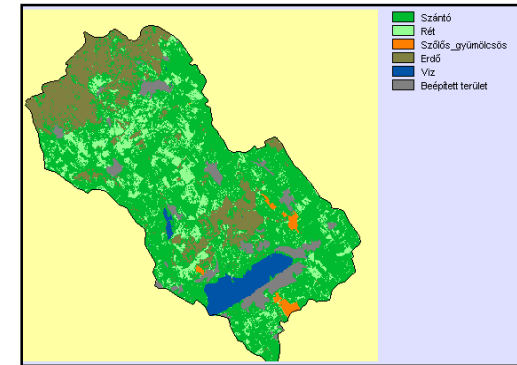 Szántó
Rét
Szőlős_gyümölcsös
Erdő
Víz
Beépített terület